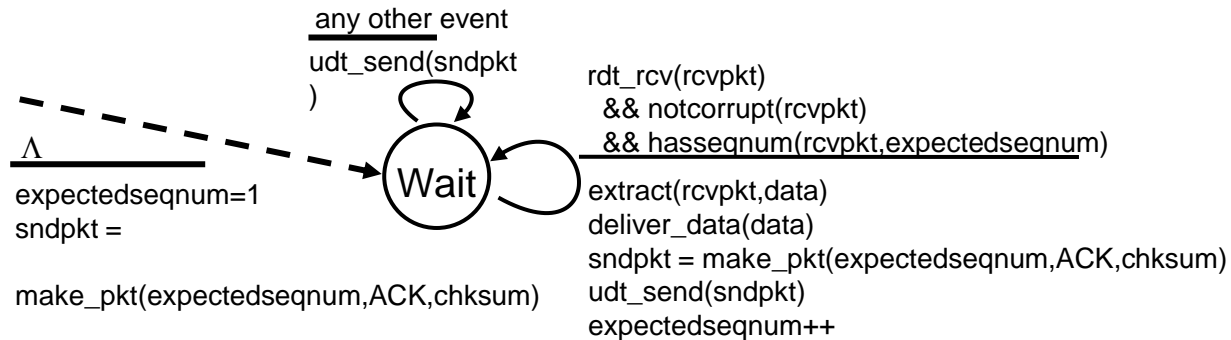 any other event
udt_send(sndpkt
)
rdt_rcv(rcvpkt)
&& notcorrupt(rcvpkt)
&& hasseqnum(rcvpkt,expectedseqnum)
Λ
expectedseqnum=1
sndpkt =
make_pkt(expectedseqnum,ACK,chksum)
Wait
extract(rcvpkt,data)
deliver_data(data)
sndpkt = make_pkt(expectedseqnum,ACK,chksum)
udt_send(sndpkt)
expectedseqnum++